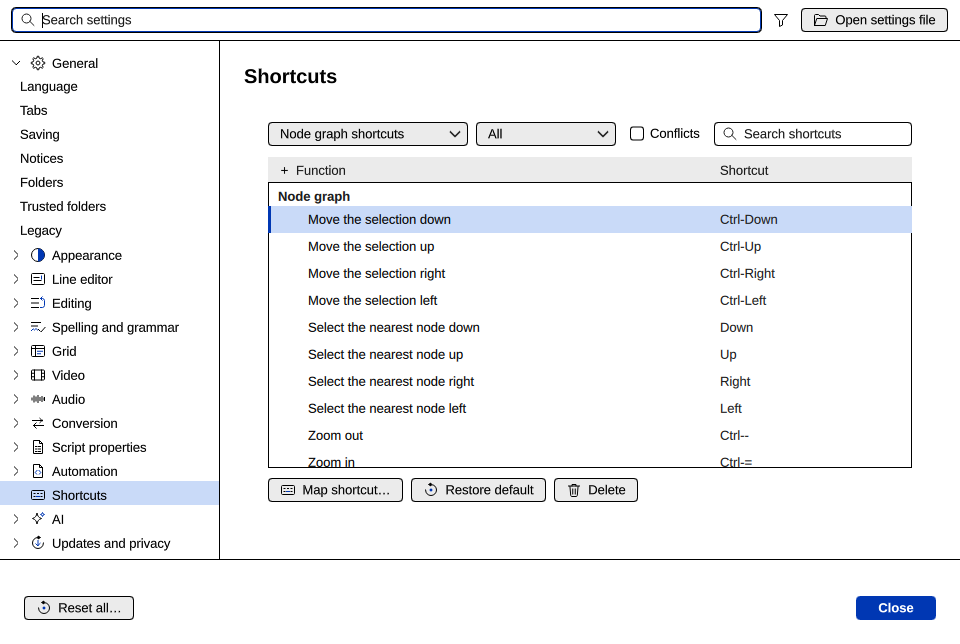 Search settings
Open settings file
General
Language
Tabs
Saving
Notices
Folders
Trusted folders
Legacy
Appearance
Line editor
Editing
Spelling and grammar
Grid
Video
Audio
Conversion
Script properties
Automation
Shortcuts
AI
Updates and privacy
Shortcuts
Node graph shortcuts
All
Conflicts
Search shortcuts
+ Function Shortcut
Node graph
Move the selection down Ctrl-Down
Move the selection up Ctrl-Up
Move the selection right Ctrl-Right
Move the selection left Ctrl-Left
Select the nearest node down Down
Select the nearest node up Up
Select the nearest node right Right
Select the nearest node left Left
Zoom out Ctrl--
Zoom in Ctrl-=
Map shortcut…
Restore default
Delete
Reset all…
Close